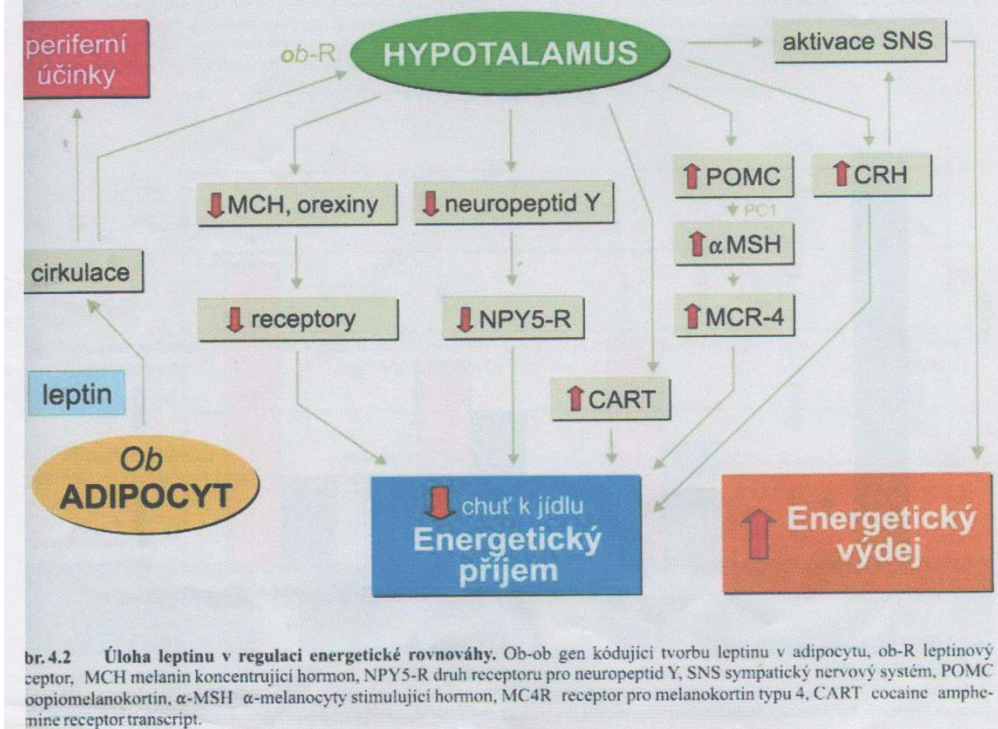 periferní
účinky
ob-R
HYPOTALAMUS
aktivace SNS
MCH, orexiny
neuropeptid Y
POMC
CRH
PC1
αMSH
cirkulace
receptory
NPY5-R
MCR-4
leptin
CART
Ob
ADIPOCYT
chuť k jídlu
Energetický
příjem
Energetický
výdej
br. 4.2 Úloha leptinu v regulaci energetické rovnováhy. Ob-ob gen kódující tvorbu leptinu v adipocytu, ob-R leptinový
ceptor, MCH melanin koncentrující hormon, NPY5-R druh receptoru pro neuropeptid Y, SNS sympatický nervový systém, POMC
oopiomelanokortin, α-MSH α-melanocyty stimulující hormon, MC4R receptor pro melanokortin typu 4, CART cocaine amphe-
mine receptor transcript.